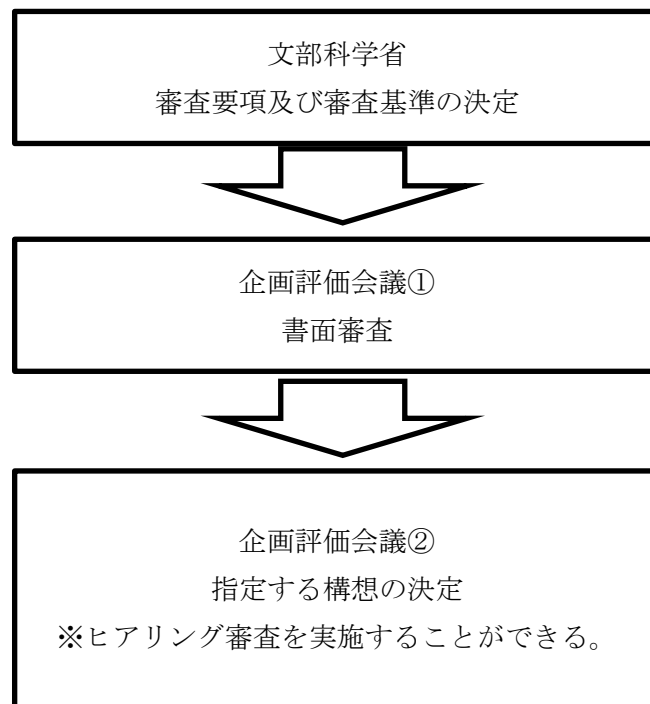 文部科学省
審査要項及び審査基準の決定
企画評価会議①
書面審査
企画評価会議②
指定する構想の決定
※ヒアリング審査を実施することができる。